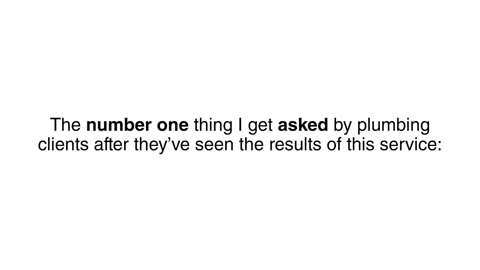 The number one thing I get asked by plumbing
clients after they’ve seen the results of this service: